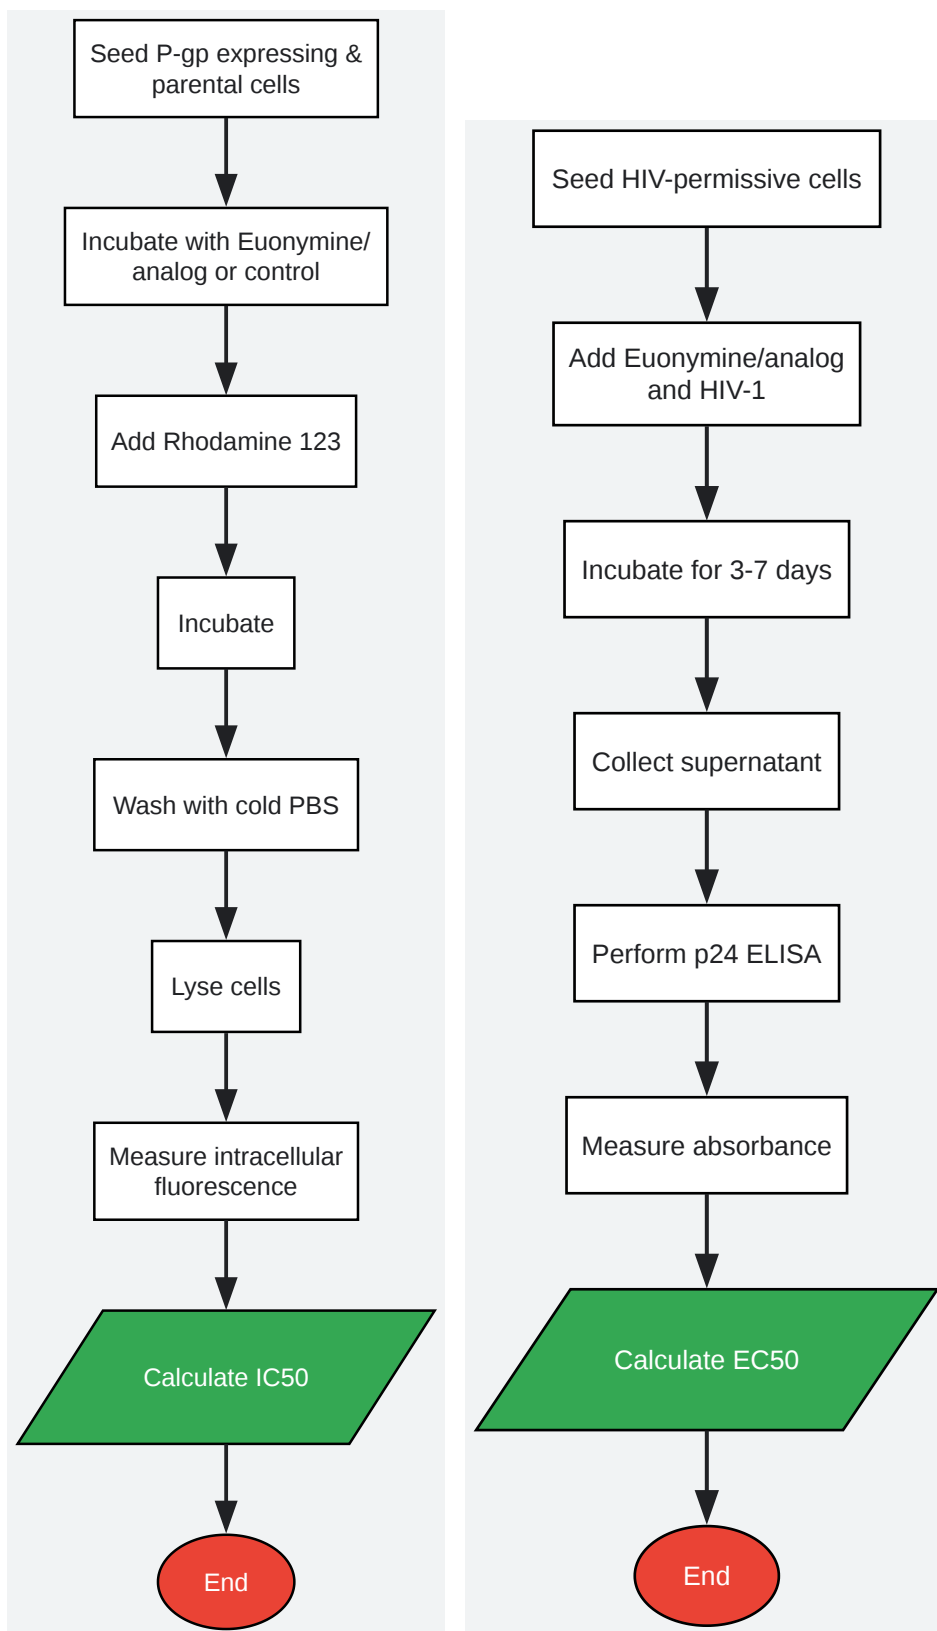 Seed P-gp expressing &
parental cells
Incubate with Euonymine/
analog or control
Add Rhodamine 123
Incubate
Wash with cold PBS
Lyse cells
Measure intracellular
fluorescence
Calculate IC50
End
Seed HIV-permissive cells
Add Euonymine/analog
and HIV-1
Incubate for 3-7 days
Collect supernatant
Perform p24 ELISA
Measure absorbance
Calculate EC50
End